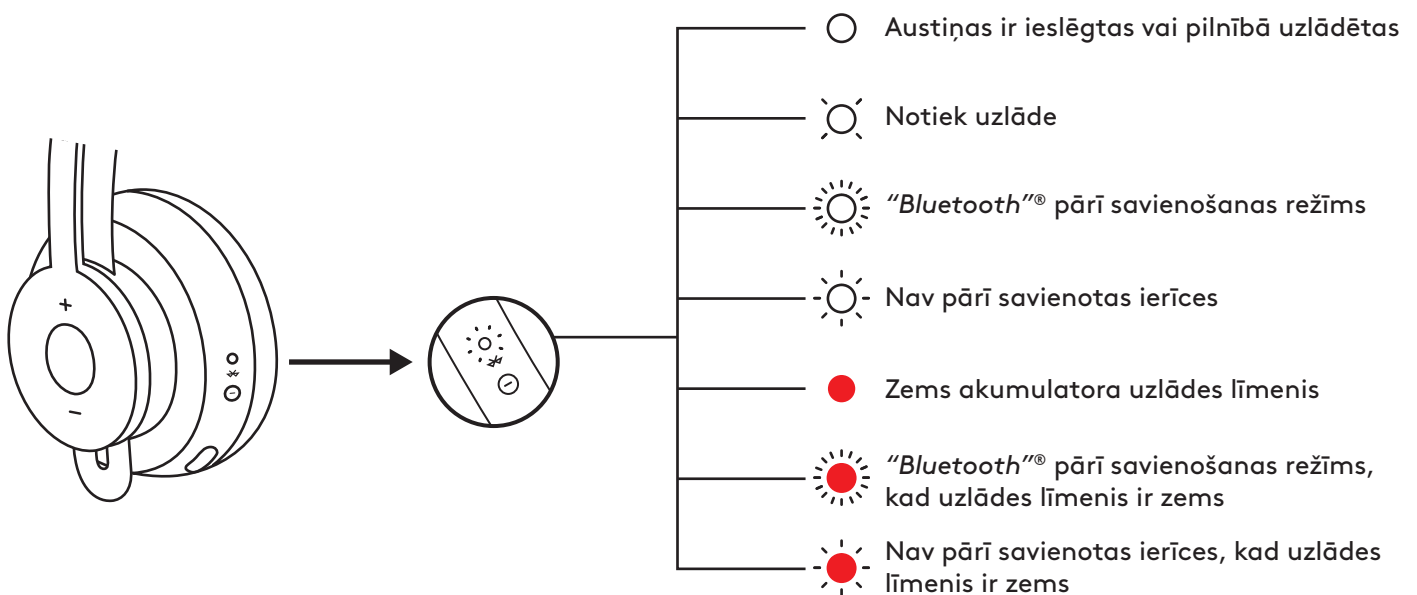 Austiņas ir ieslēgtas vai pilnībā uzlādētas
Notiek uzlāde
“Bluetooth”® pārī savienošanas režīms
Nav pārī savienotas ierīces
Zems akumulatora uzlādes līmenis
“Bluetooth”® pārī savienošanas režīms,
kad uzlādes līmenis ir zems
Nav pārī savienotas ierīces, kad uzlādes
līmenis ir zems